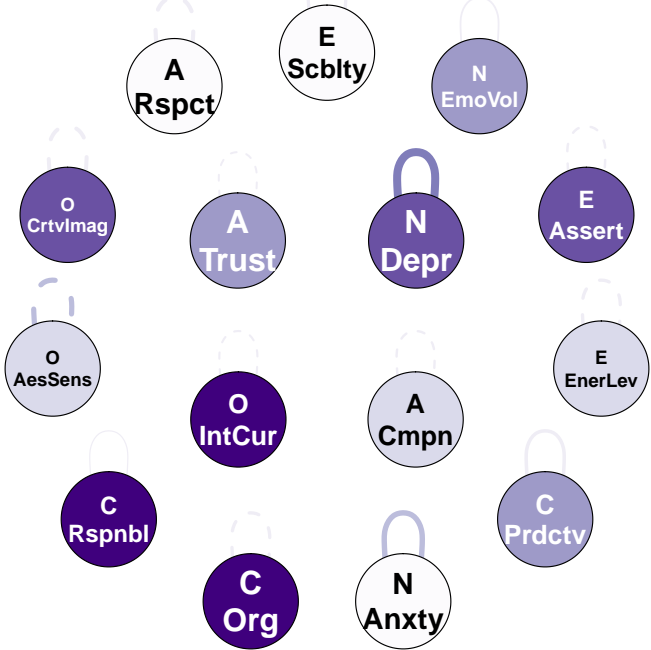 E
Scblty
A
Rspct
N
EmoVol
O
CrtvImag
A
Trust
N
Depr
E
Assert
O
AesSens
E
EnerLev
O
IntCur
A
Cmpn
C
Rspnbl
C
Prdctv
C
Org
N
Anxty